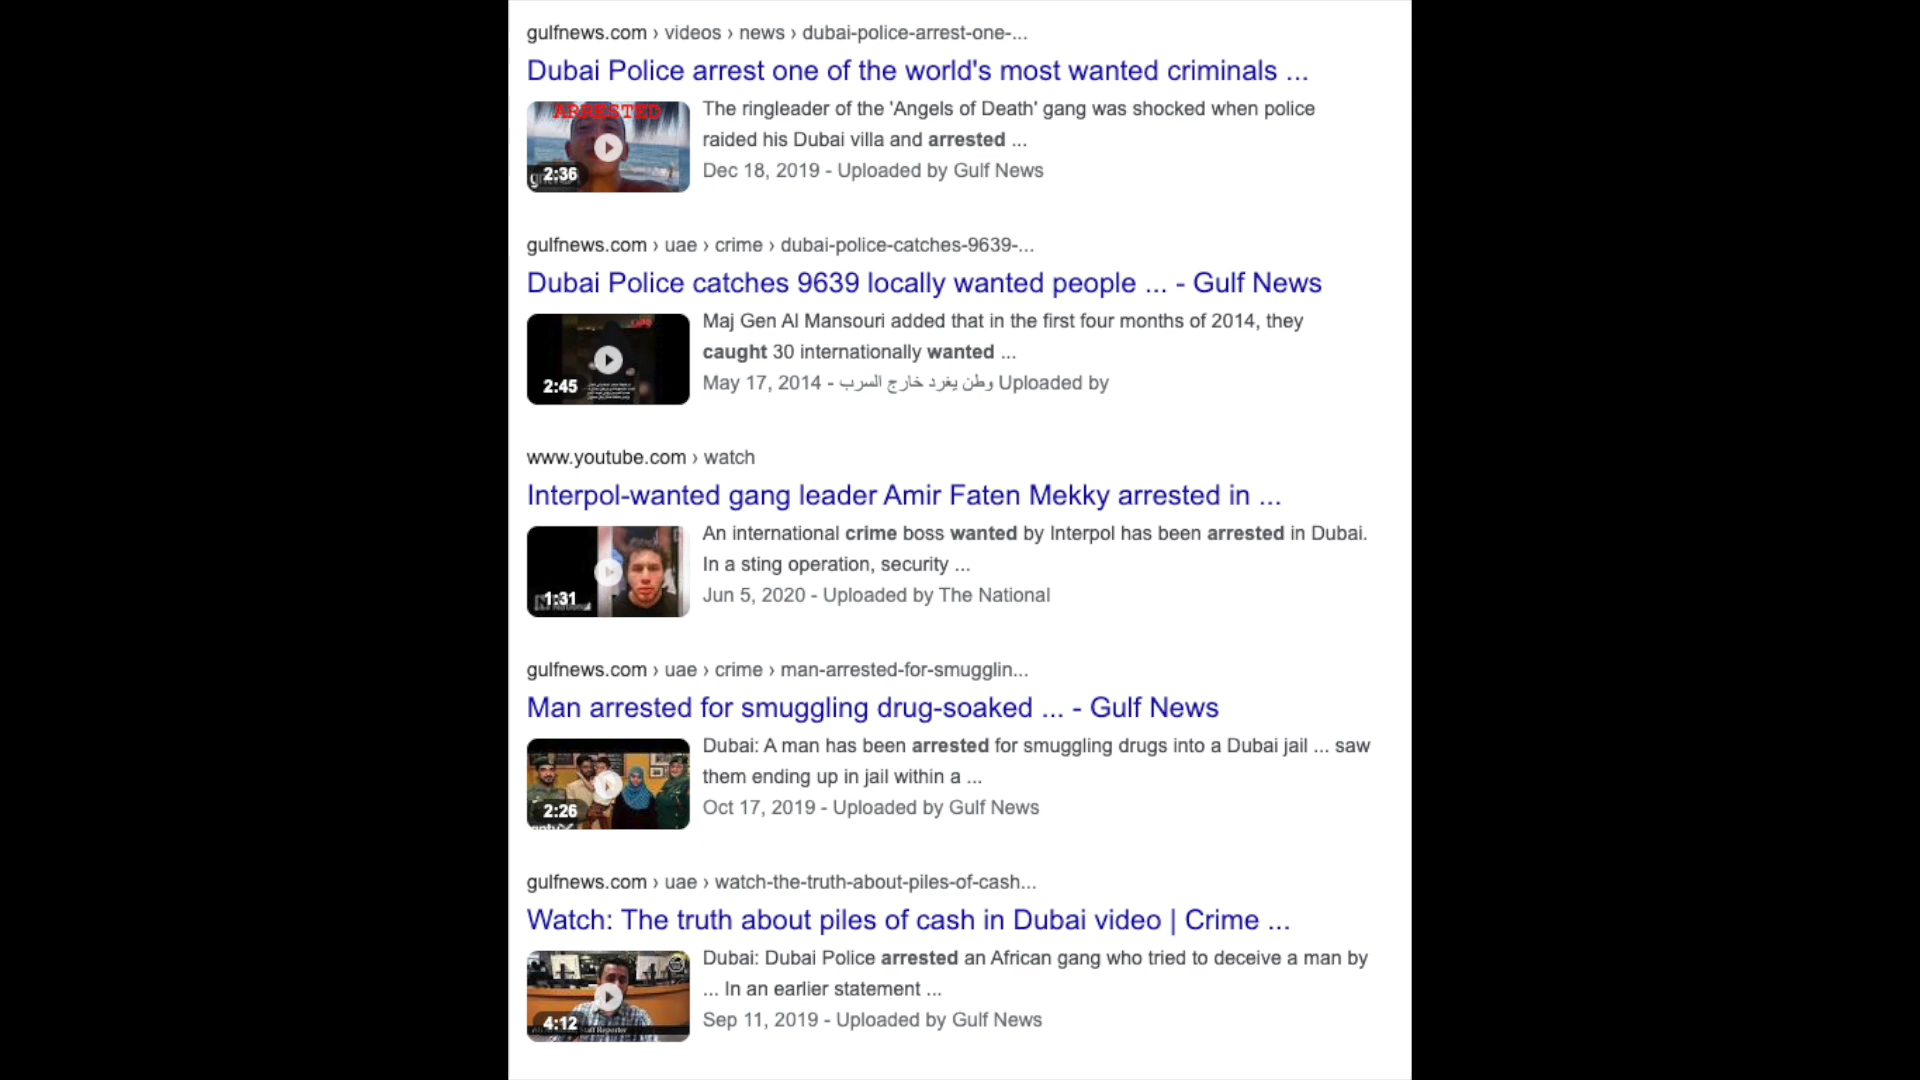 gulfnews.com › videos › news › dubai-police-arrest-one-...
Dubai Police arrest one of the world's most wanted criminals ...
ARRESTED
The ringleader of the 'Angels of Death' gang was shocked when police
raided his Dubai villa and arrested ...
2:36
Dec 18, 2019 - Uploaded by Gulf News
gulfnews.com › uae › crime › dubai-police-catches-9639-...
Dubai Police catches 9639 locally wanted people ... - Gulf News
Maj Gen Al Mansouri added that in the first four months of 2014, they
caught 30 internationally wanted ...
2:45
May 17, 2014 - وطن يغرد خارج السرب Uploaded by
www.youtube.com › watch
Interpol-wanted gang leader Amir Faten Mekky arrested in ...
An international crime boss wanted by Interpol has been arrested in Dubai.
In a sting operation, security ...
1:31
Jun 5, 2020 - Uploaded by The National
gulfnews.com › uae › crime › man-arrested-for-smugglin...
Man arrested for smuggling drug-soaked ... - Gulf News
Dubai: A man has been arrested for smuggling drugs into a Dubai jail ... saw
them ending up in jail within a ...
2:26
Oct 17, 2019 - Uploaded by Gulf News
gulfnews.com › uae › watch-the-truth-about-piles-of-cash...
Watch: The truth about piles of cash in Dubai video | Crime ...
Dubai: Dubai Police arrested an African gang who tried to deceive a man by
... In an earlier statement ...
4:12
Sep 11, 2019 - Uploaded by Gulf News